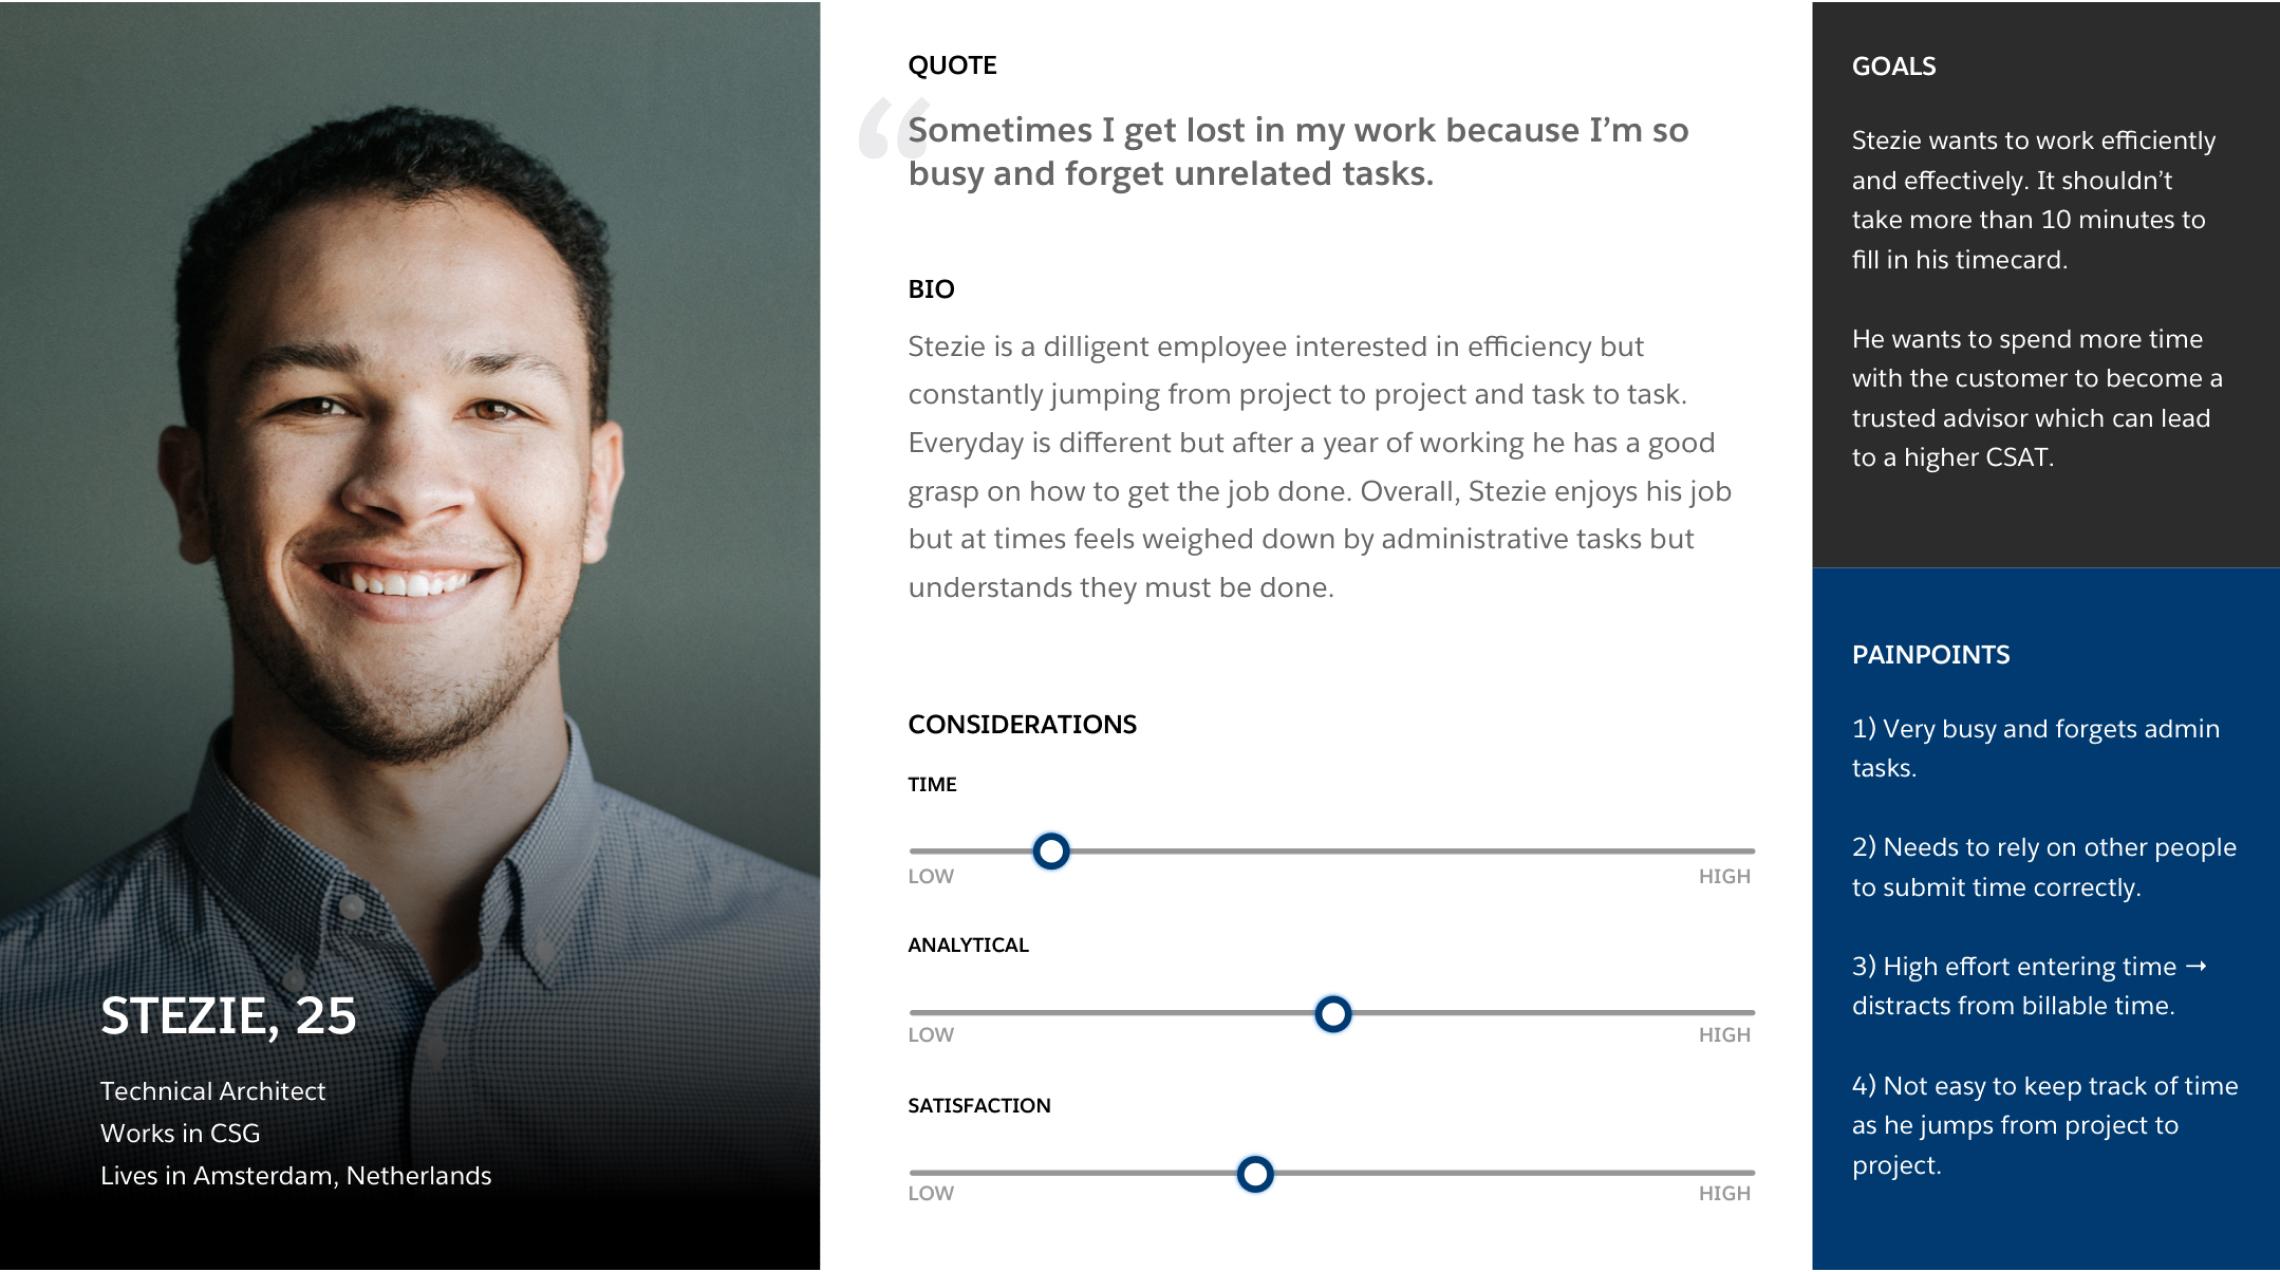 STEZIE, 25
Technical Architect
Works in CSG
Lives in Amsterdam, Netherlands
QUOTE
“
Sometimes I get lost in my work because I’m so
busy and forget unrelated tasks.
BIO
Stezie is a dilligent employee interested in efficiency but
constantly jumping from project to project and task to task.
Everyday is different but after a year of working he has a good
grasp on how to get the job done. Overall, Stezie enjoys his job
but at times feels weighed down by administrative tasks but
understands they must be done.
CONSIDERATIONS
TIME
LOW HIGH
ANALYTICAL
LOW HIGH
SATISFACTION
LOW HIGH
GOALS
Stezie wants to work efficiently
and effectively. It shouldn’t
take more than 10 minutes to
fill in his timecard.
He wants to spend more time
with the customer to become a
trusted advisor which can lead
to a higher CSAT.
PAINPOINTS
1) Very busy and forgets admin
tasks.
2) Needs to rely on other people
to submit time correctly.
3) High effort entering time →
distracts from billable time.
4) Not easy to keep track of time
as he jumps from project to
project.